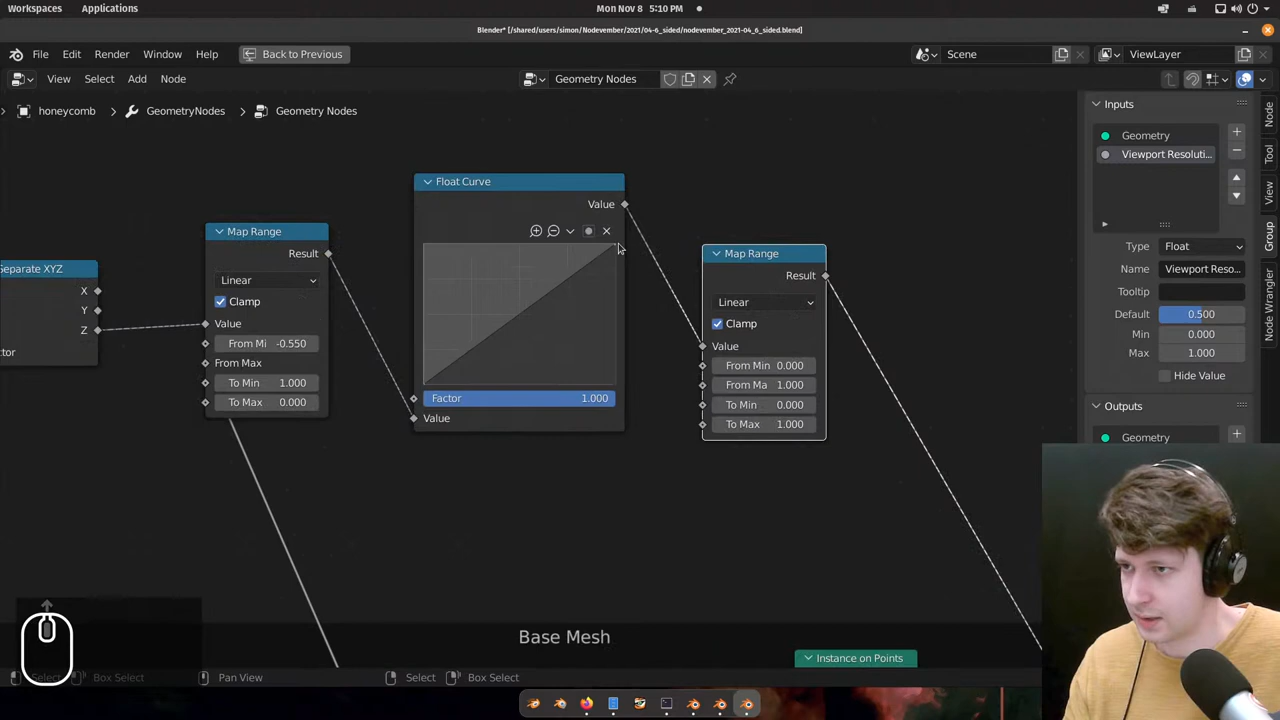 Workspaces Applications Mon Nov 8 5:10 PM
Blender* [/shared/users/simon/Nodevember/2021/04-6_sided/nodevember_2021-04_6_sided.blend]
File Edit Render Window Help Back to Previous Scene ViewLayer
View Select Add Node Geometry Nodes
honeycomb GeometryNodes Geometry Nodes
Inputs
Geometry
Viewport Resoluti...
Type Float
Name Viewport Reso...
Tooltip
Default 0.500
Min 0.000
Max 1.000
Hide Value
Outputs
Geometry
Node
Tool
View
Group
Node Wrangler
Separate XYZ
X
Y
Z
ctor
Map Range
Result
Linear
Clamp
Value
From Mi -0.550
From Max
To Min 1.000
To Max 0.000
Float Curve
Value
Factor 1.000
Value
Map Range
Result
Linear
Clamp
Value
From Min 0.000
From Ma 1.000
To Min 0.000
To Max 1.000
Base Mesh
Instance on Points
Select Box Select Pan View Select Box Select